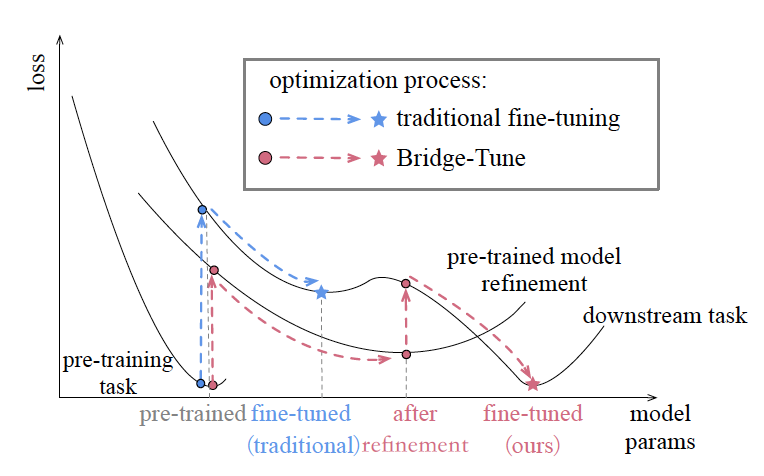 loss
optimization process:
traditional fine-tuning
Bridge-Tune
pre-trained model
refinement
downstream task
pre-training
task
pre-trained
fine-tuned
(traditional)
after
refinement
fine-tuned
(ours)
model
params